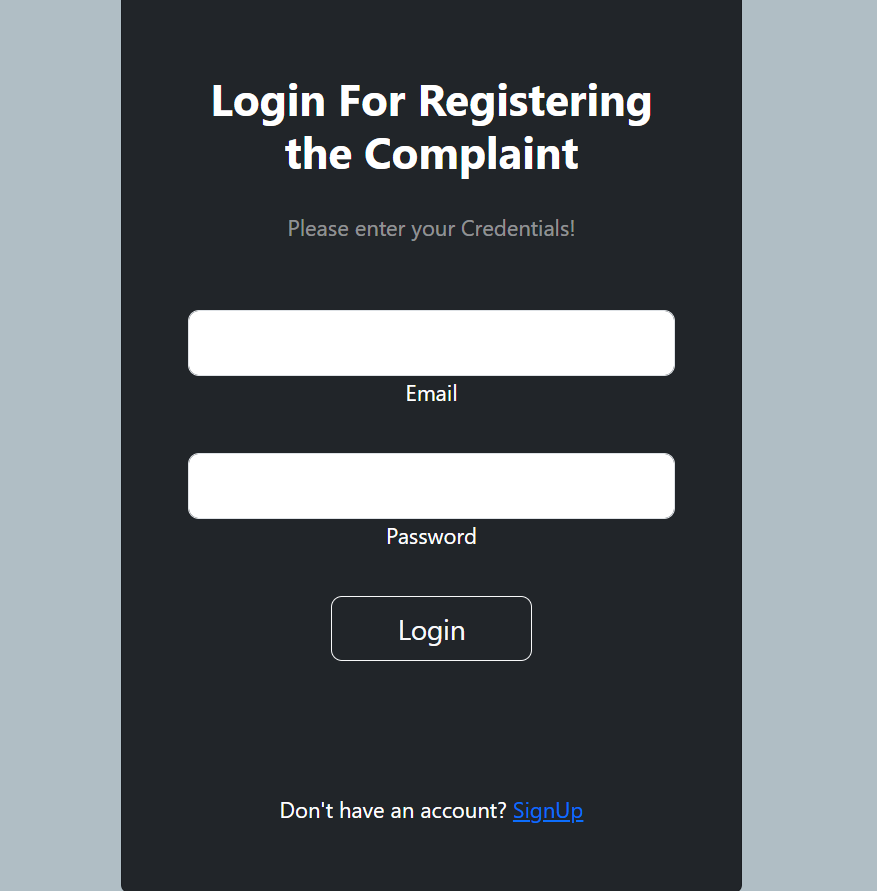 Login For Registering
the Complaint
Please enter your Credentials!
Email
Password
Login
Don't have an account? SignUp